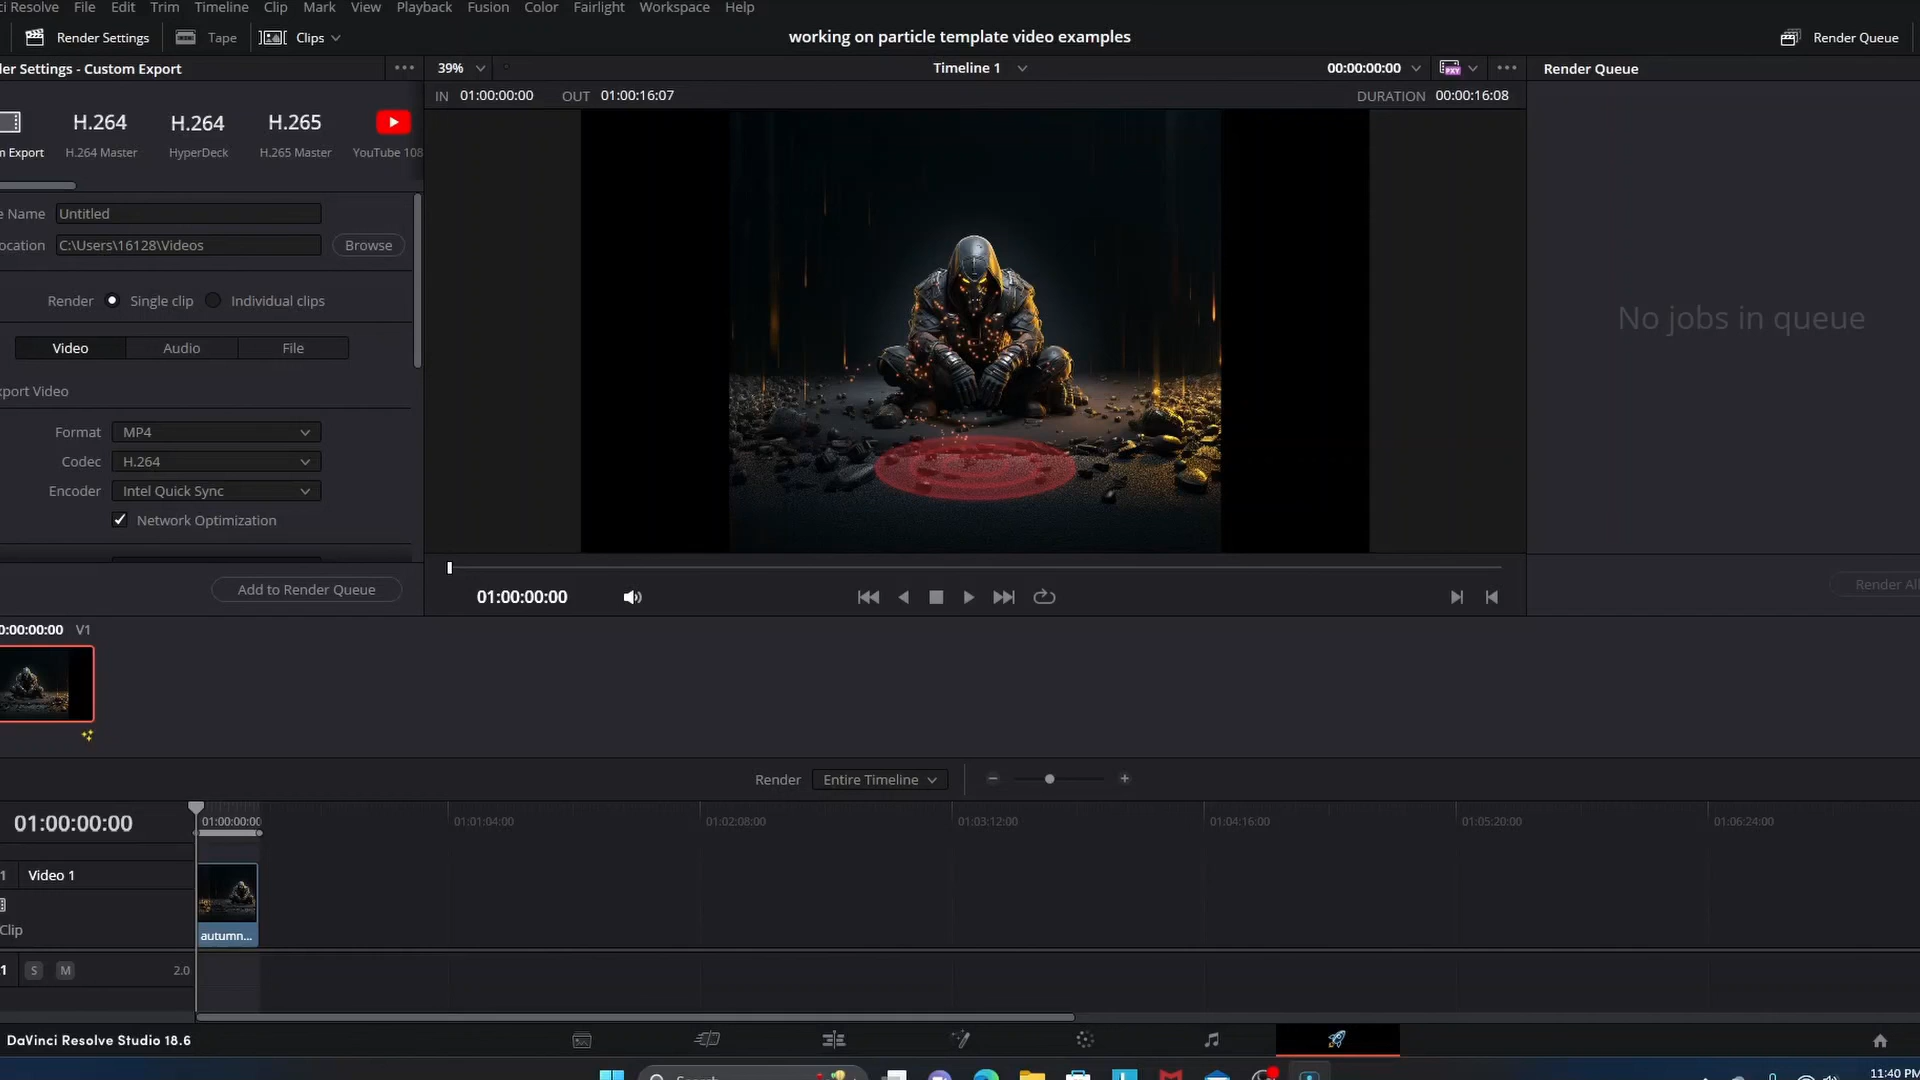 ci Resolve File Edit Trim Timeline Clip Mark View Playback Fusion Color Fairlight Workspace Help
Render Settings Tape Clips working on particle template video examples Render Queue
er Settings - Custom Export 39% Timeline 1 00:00:00:00 PXY Render Queue
IN 01:00:00:00 OUT 01:00:16:07 DURATION 00:00:16:08
H.264 H.264 H.265
m Export H.264 Master HyperDeck H.265 Master YouTube 108
e Name Untitled
ocation C:\Users\16128\Videos Browse
Render Single clip Individual clips
No jobs in queue
Video Audio File
xport Video
Format MP4
Codec H.264
Encoder Intel Quick Sync
Network Optimization
Add to Render Queue Render All
01:00:00:00
0:00:00:00 V1
Render Entire Timeline
01:00:00:00 01:00:00:00 01:01:04:00 01:02:08:00 01:03:12:00 01:04:16:00 01:05:20:00 01:06:24:00
1 Video 1
Clip autumn...
1 S M 2.0
DaVinci Resolve Studio 18.6
Search 11:40 PM